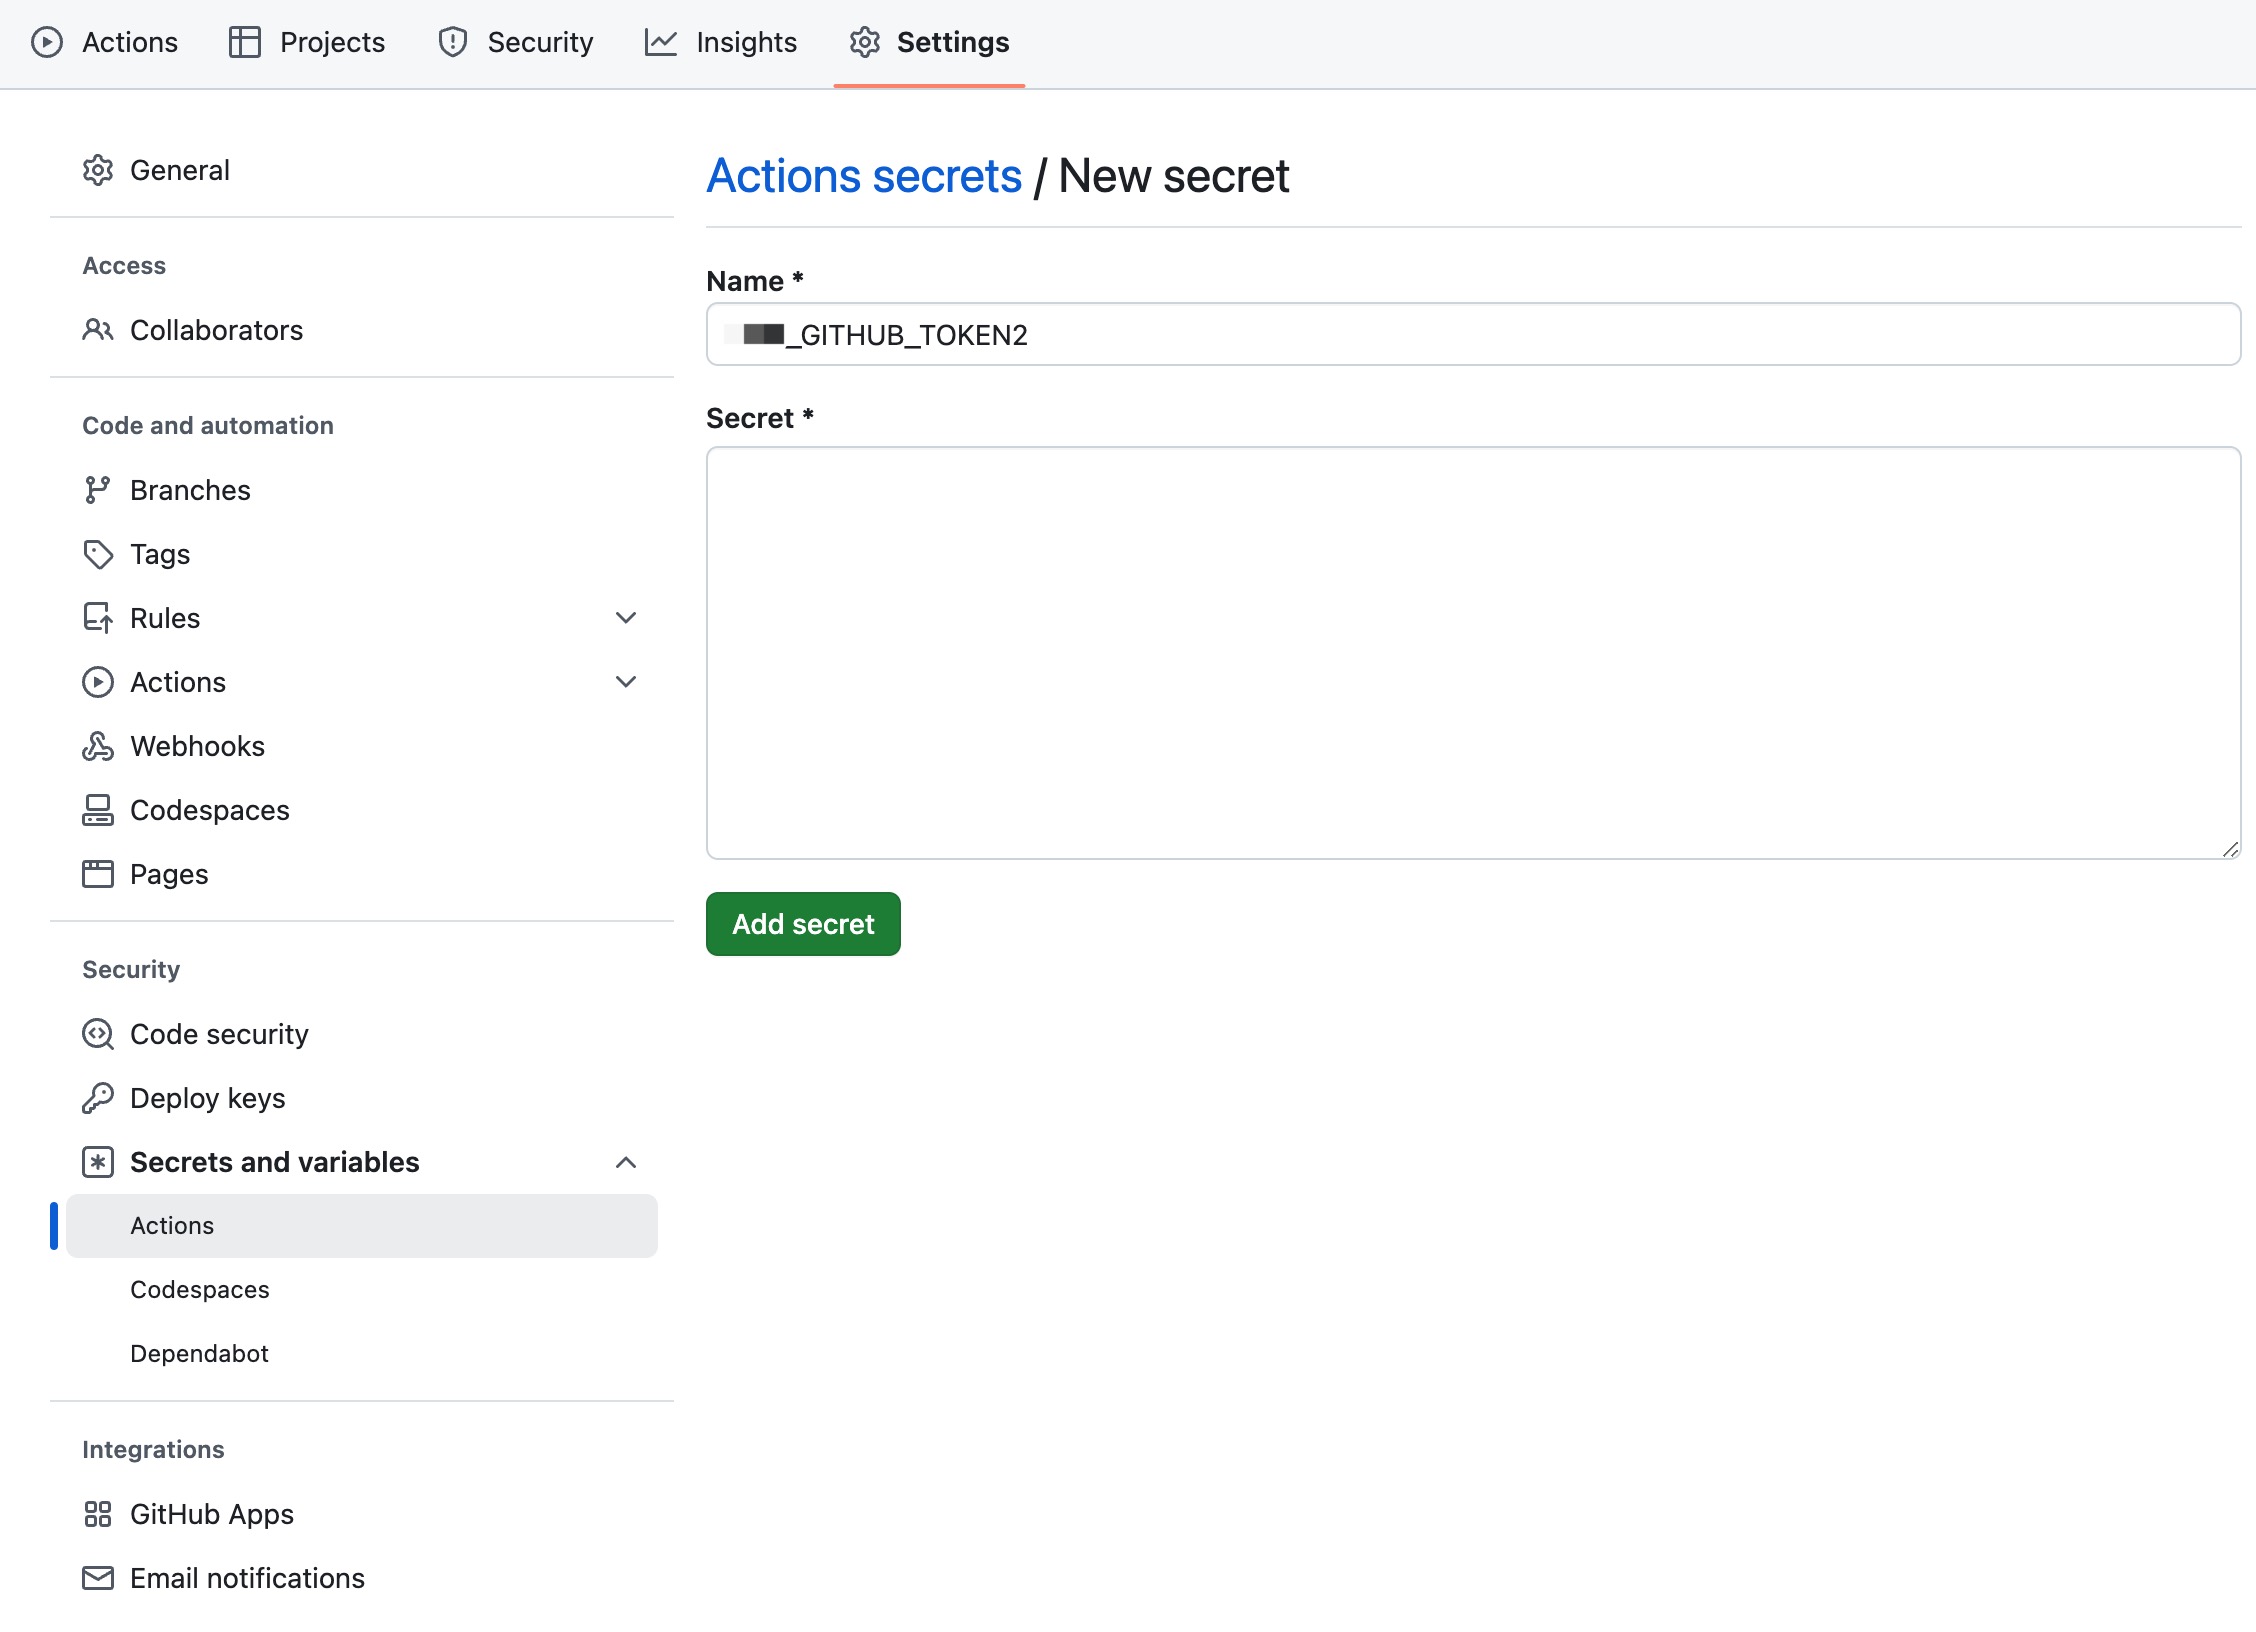 Actions Projects Security Insights Settings
General
Access
Collaborators
Code and automation
Branches
Tags
Rules
Actions
Webhooks
Codespaces
Pages
Security
Code security
Deploy keys
Secrets and variables
Actions
Codespaces
Dependabot
Integrations
GitHub Apps
Email notifications
Actions secrets / New secret
Name *
_GITHUB_TOKEN2
Secret *
Add secret